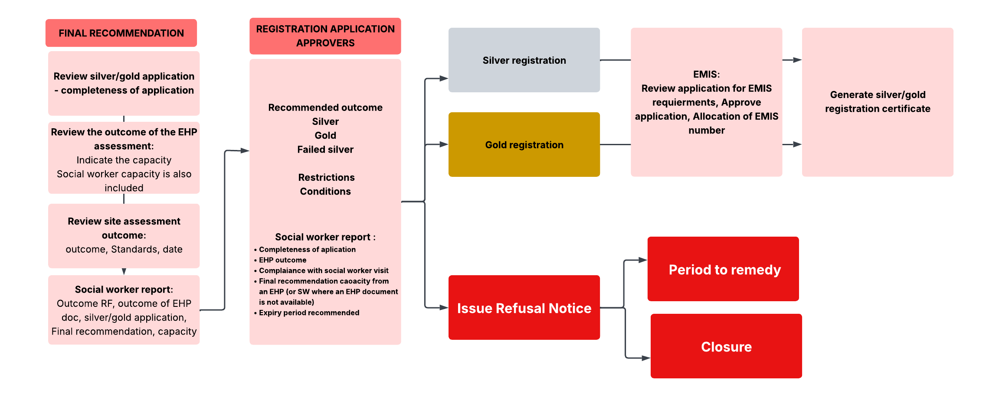 FINAL RECOMMENDATION
Review silver/gold application
- completeness of application
Review the outcome of the EHP
assessment:
Indicate the capacity
Social worker capacity is also
included
Review site assessment
outcome:
outcome, Standards, date
Social worker report:
Outcome RF, outcome of EHP
doc, silver/gold application,
Final recommendation, capacity
REGISTRATION APPLICATION
APPROVERS
Recommended outcome
Silver
Gold
Failed silver
Restrictions
Conditions
Social worker report :
• Completeness of aplication
• EHP outcome
• Complaiance with social worker visit
• Final recommendation caoacity from
an EHP (or SW where an EHP document
is not available)
• Expiry period recommended
Silver registration
Gold registration
EMIS:
Review application for EMIS
requierments, Approve
application, Allocation of EMIS
number
Generate silver/gold
registration certificate
Issue Refusal Notice
Period to remedy
Closure